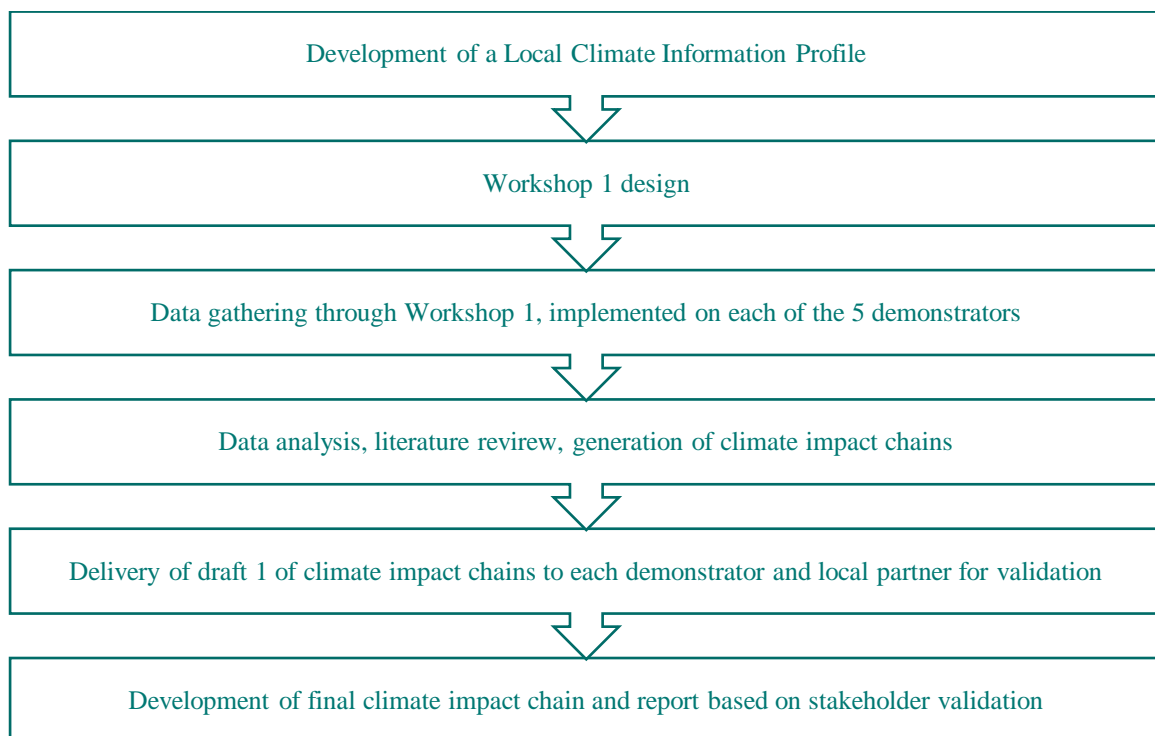 Development of a Local Climate Information Profile
Workshop 1 design
Data gathering through Workshop 1, implemented on each of the 5 demonstrators
Data analysis, literature revirew, generation of climate impact chains
Delivery of draft 1 of climate impact chains to each demonstrator and local partner for validation
Development of final climate impact chain and report based on stakeholder validation